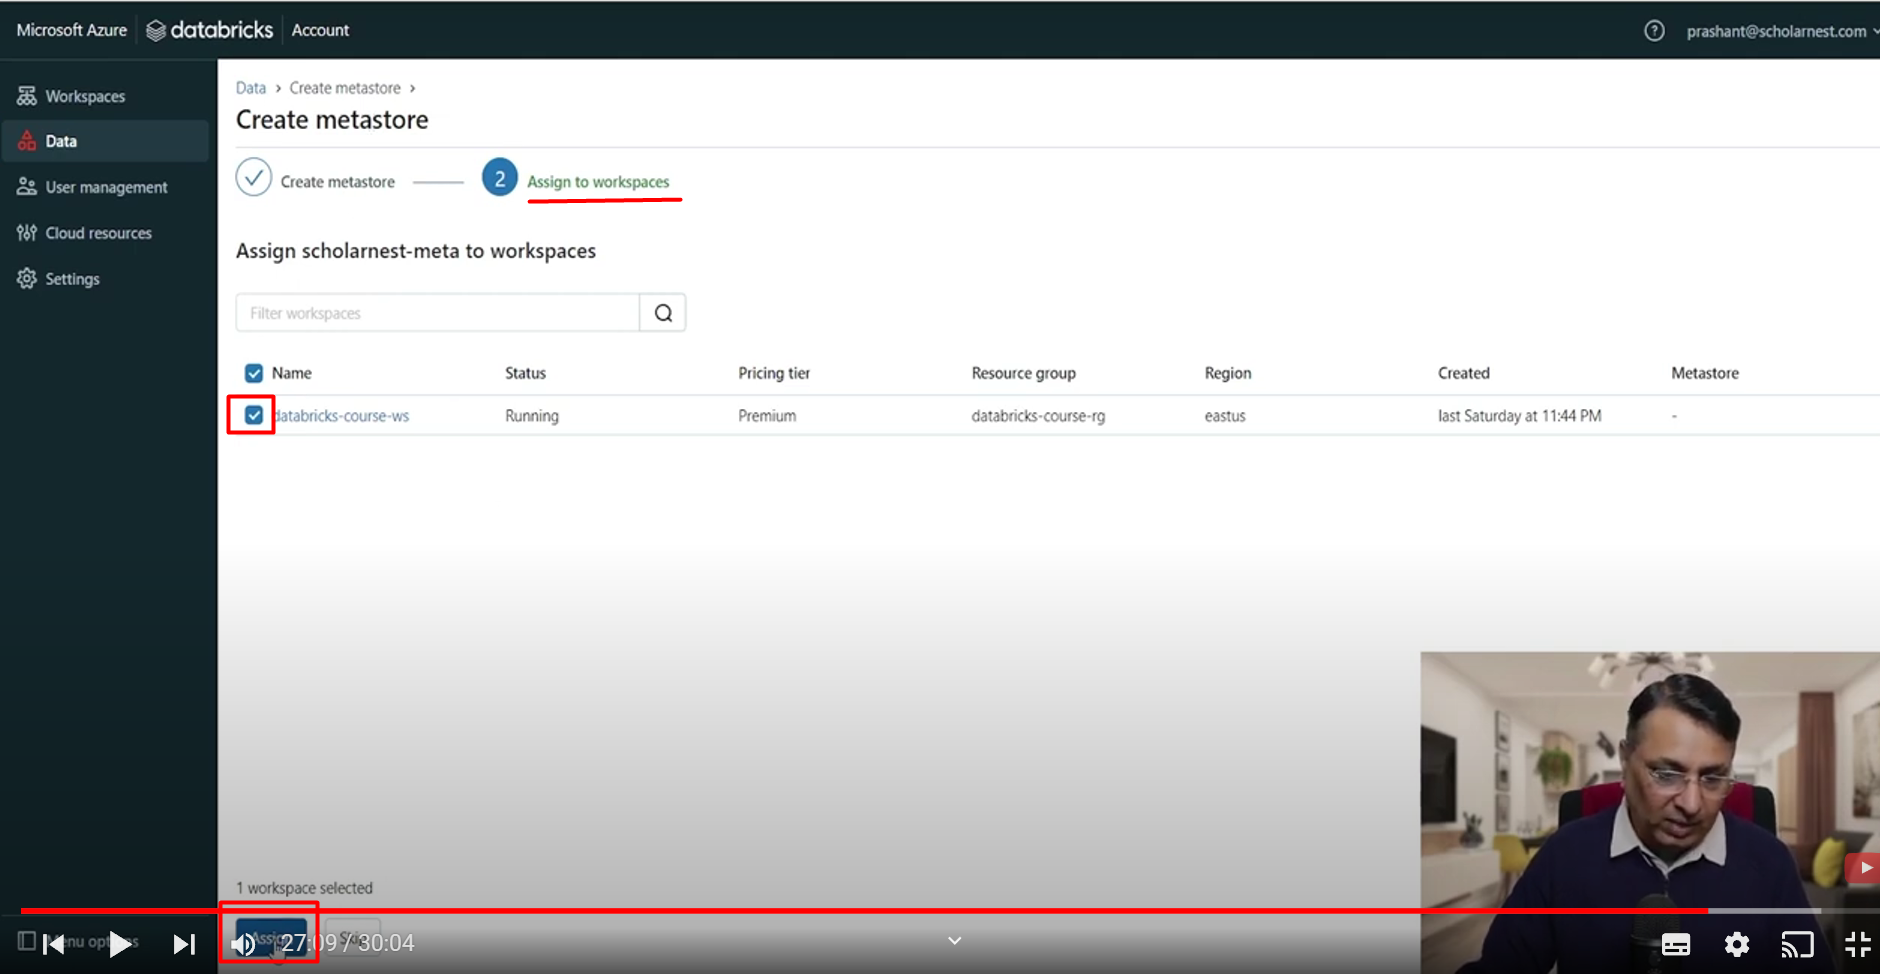 Microsoft Azure databricks Account
? prashant@scholarnest.com
Workspaces
Data
User management
Cloud resources
Settings
Data > Create metastore >
Create metastore
Create metastore 2 Assign to workspaces
Assign scholarnest-meta to workspaces
Filter workspaces
Name Status Pricing tier Resource group Region Created Metastore
databricks-course-ws Running Premium databricks-course-rg eastus last Saturday at 11:44 PM -
1 workspace selected
27:09 / 30:04